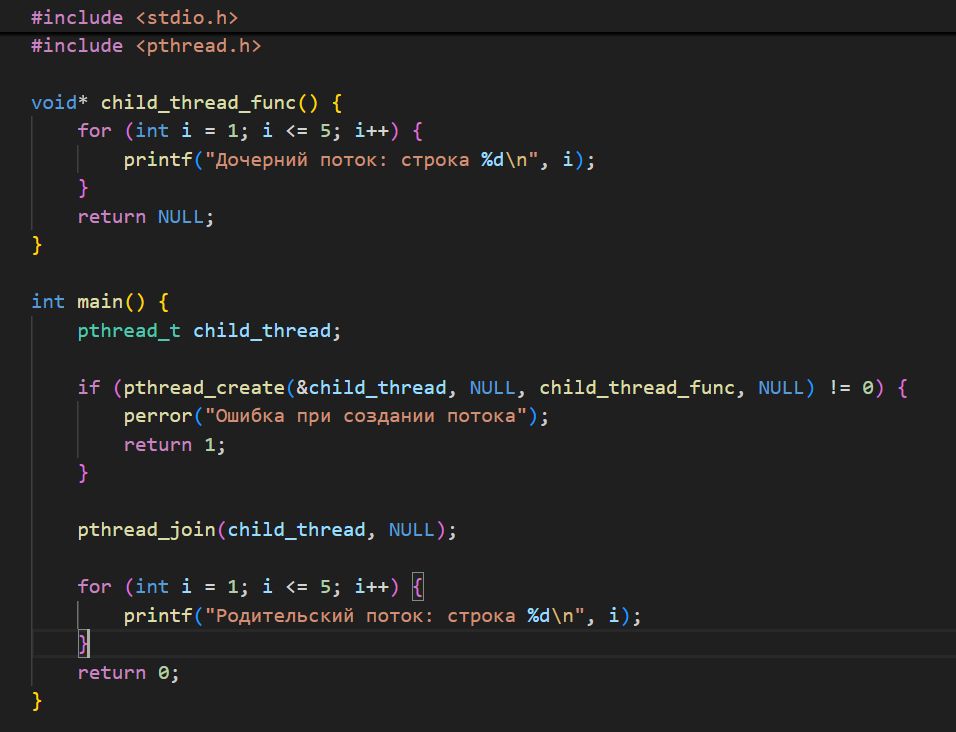 #include <stdio.h>
#include <pthread.h>
void* child_thread_func() {
for (int i = 1; i <= 5; i++) {
printf("Дочерний поток: строка %d\n", i);
}
return NULL;
}
int main() {
pthread_t child_thread;
if (pthread_create(&child_thread, NULL, child_thread_func, NULL) != 0) {
perror("Ошибка при создании потока");
return 1;
}
pthread_join(child_thread, NULL);
for (int i = 1; i <= 5; i++) {
printf("Родительский поток: строка %d\n", i);
}
return 0;
}